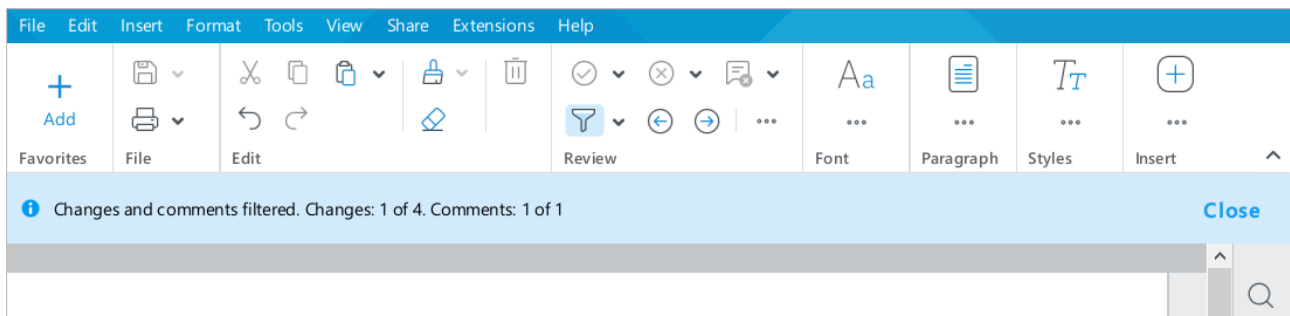 File Edit Insert Format Tools View Share Extensions Help
Add
Favorites File Edit Review Font Paragraph Styles Insert
Changes and comments filtered. Changes: 1 of 4. Comments: 1 of 1 Close